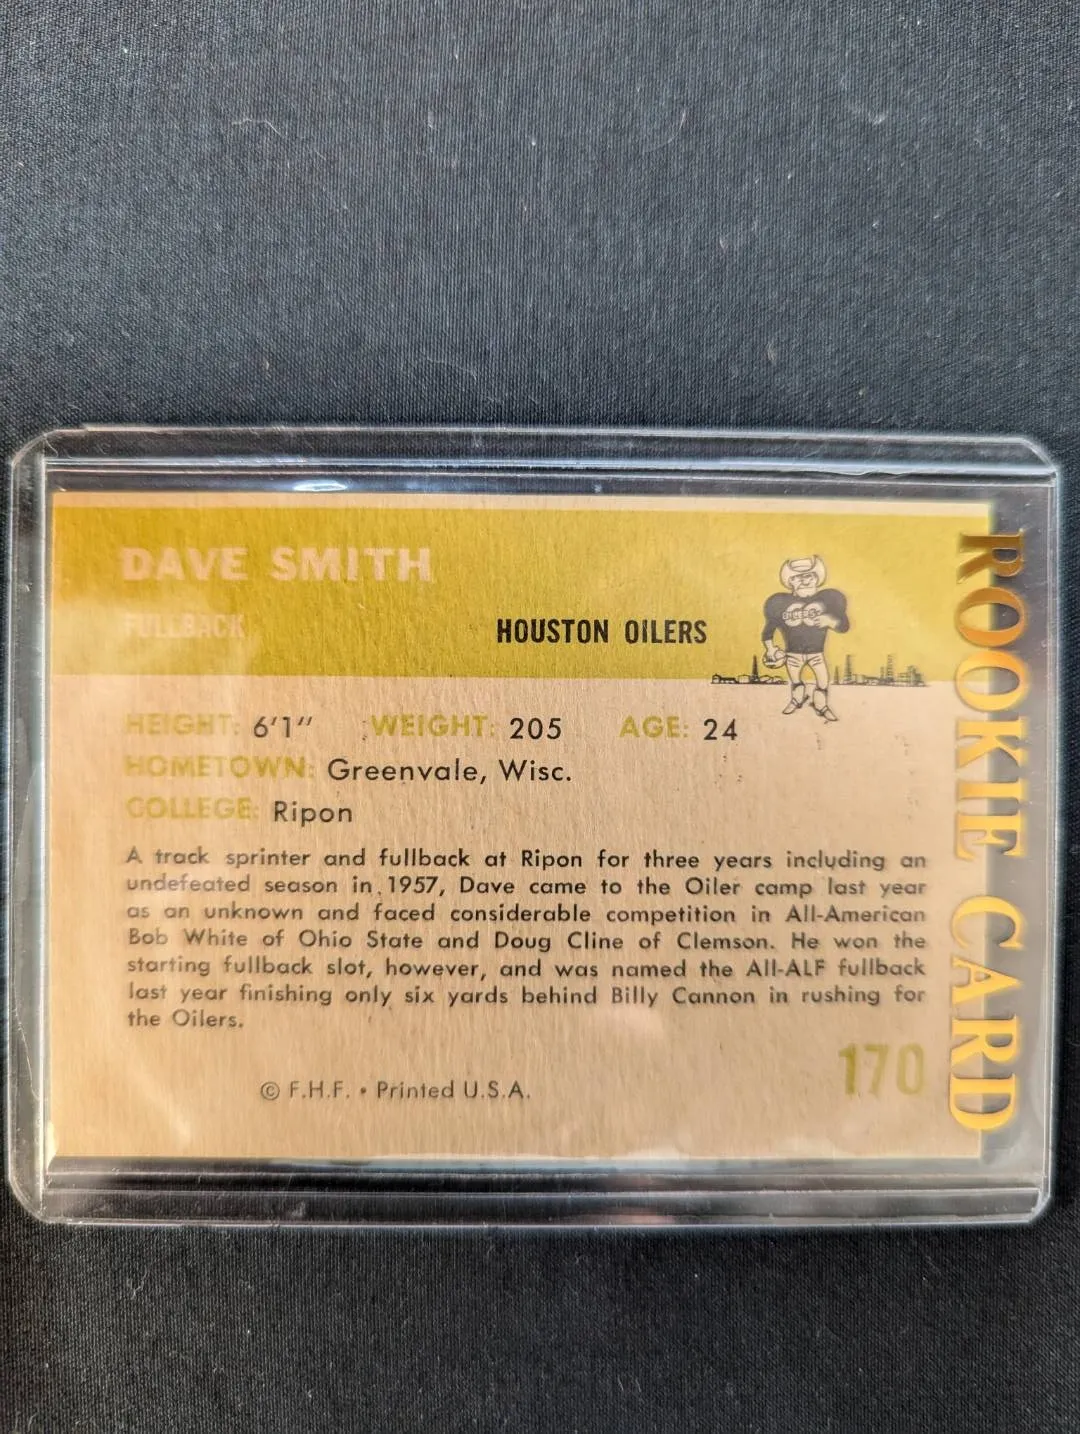 DAVE SMITH
FULLBACK
HOUSTON OILERS
OILERS
HEIGHT: 6'1" WEIGHT: 205 AGE: 24
HOMETOWN: Greenvale, Wisc.
COLLEGE: Ripon
A track sprinter and fullback at Ripon for three years including an
undefeated season in 1957, Dave came to the Oiler camp last year
as an unknown and faced considerable competition in All-American
Bob White of Ohio State and Doug Cline of Clemson. He won the
starting fullback slot, however, and was named the All-ALF fullback
last year finishing only six yards behind Billy Cannon in rushing for
the Oilers.
170
© F.H.F. • Printed U.S.A.
ROOKIE CARD